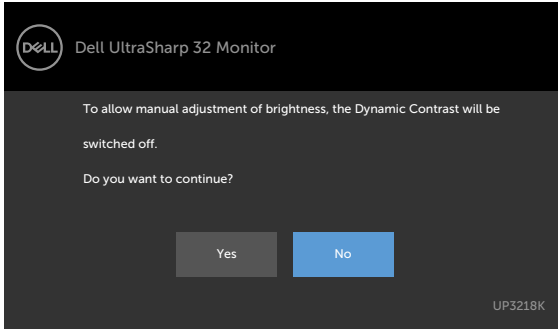 DELL
Dell UltraSharp 32 Monitor
To allow manual adjustment of brightness, the Dynamic Contrast will be
switched off.
Do you want to continue?
Yes No
UP3218K